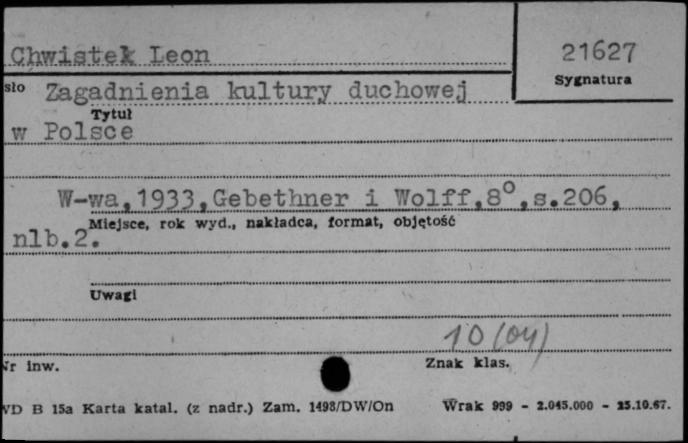 Chwistek Leon
21627
Sygnatura
sło Zagadnienia kultury duchowej
Tytuł
w Polsce
W-wa,1933,Gebethner i Wolff,8°,s.206,
Miejsce, rok wyd., nakładca, format, objętość
nlb.2.
Uwagi
10 (04)
Nr inw.
Znak klas.
WD B 15a Karta katal. (z nadr.) Zam. 1498/DW/On Wrak 999 - 2.045.000 - 25.10.67.